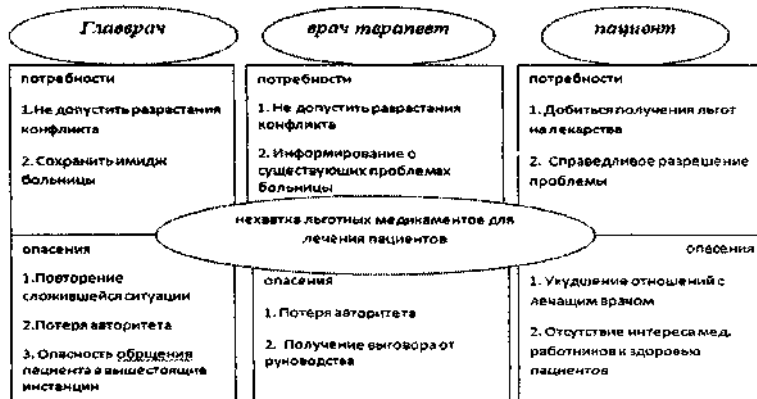 Главврач
врач терапевт
пациент
потребности
1.Не допустить разрастания
конфликта
2. Сохранить имидж
больницы
потребности
1. Не допустить разрастания
конфликта
2. Информирование о
существующих проблемах
больницы
потребности
1. Добиться получения льгот
на лекарства
2. Справедливое разрешение
проблемы
нехватка льготных медикаментов для
лечения пациентов
опасения
1.Повторение
сложившейся ситуации
2.Потеря авторитета
3. Опасность обрщения
пациента в вышестоящие
инстанции
опасения
1. Потеря авторитета
2. Получение выговора от
руководства
опасения
1. Ухудшение отношений с
лечащим врачом
2. Отсутствие интереса мед.
работников к здоровью
пациентов